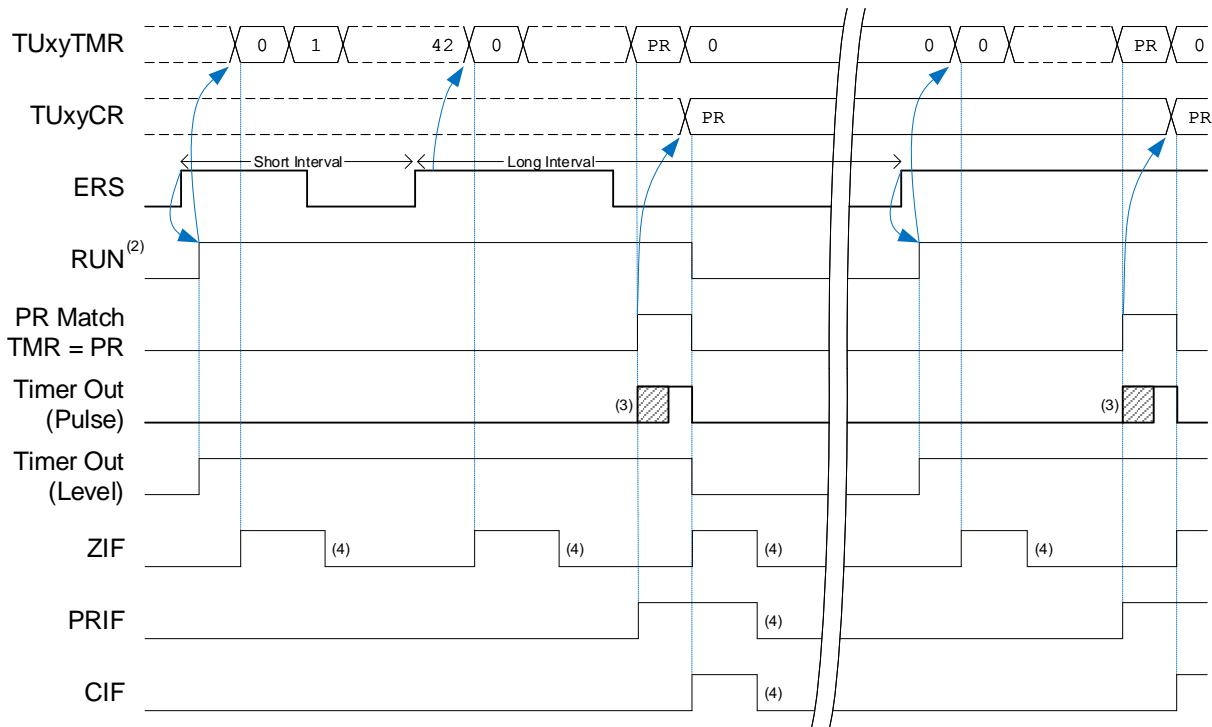 TUxyTMR 0 1 42 0 PR 0 0 0 PR 0
TUxyCR PR PR
Short Interval Long Interval
ERS
RUN(2)
PR Match
TMR = PR
Timer Out
(Pulse) (3) (3)
Timer Out
(Level)
ZIF (4) (4) (4) (4)
PRIF (4)
CIF (4)